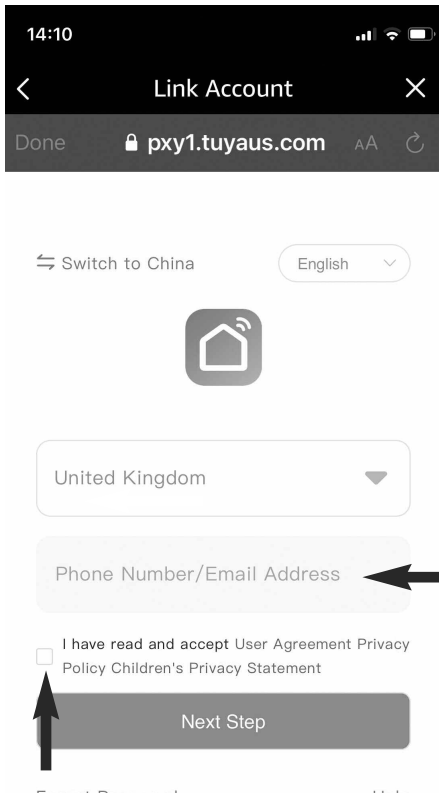 14:10
Link Account
Done pxy1.tuyaus.com AA
Switch to China English
United Kingdom
Phone Number/Email Address
I have read and accept User Agreement Privacy
Policy Children's Privacy Statement
Next Step